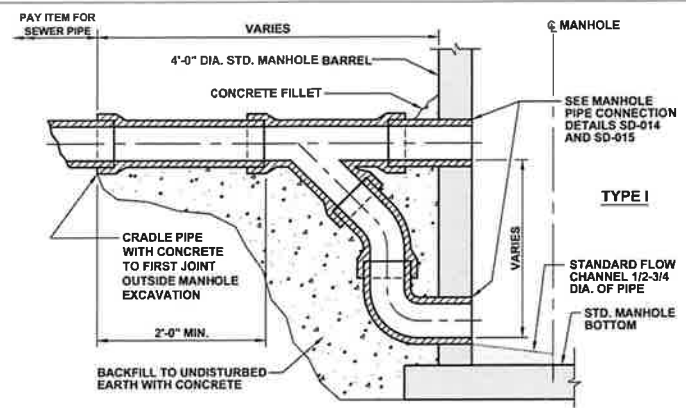 PAY ITEM FOR
SEWER PIPE
VARIES
℄ MANHOLE
4'-0" DIA. STD. MANHOLE BARREL
CONCRETE FILLET
SEE MANHOLE
PIPE CONNECTION
DETAILS SD-014
AND SD-015
TYPE I
VARIES
CRADLE PIPE
WITH CONCRETE
TO FIRST JOINT
OUTSIDE MANHOLE
EXCAVATION
STANDARD FLOW
CHANNEL 1/2-3/4
DIA. OF PIPE
STD. MANHOLE
BOTTOM
2'-0" MIN.
BACKFILL TO UNDISTURBED
EARTH WITH CONCRETE